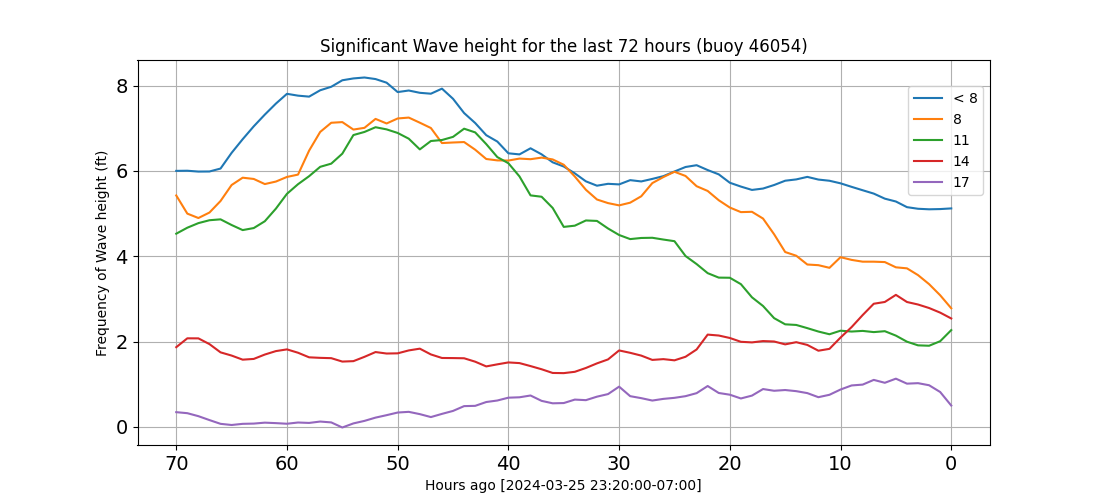 Significant Wave height for the last 72 hours (buoy 46054)
Frequency of Wave height (ft)
8
6
4
2
0
< 8
8
11
14
17
70 60 50 40 30 20 10 0
Hours ago [2024-03-25 23:20:00-07:00]